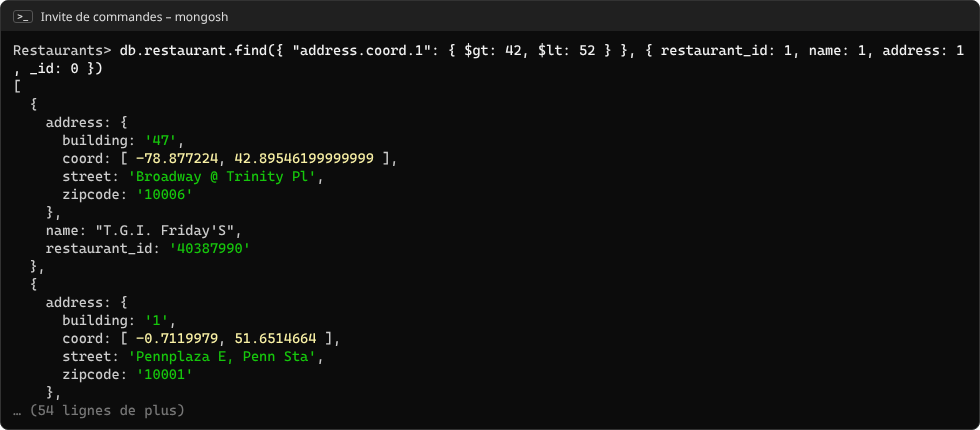 Invite de commandes – mongosh
Restaurants> db.restaurant.find({ "address.coord.1": { $gt: 42, $lt: 52 } }, { restaurant_id: 1, name: 1, address: 1
, _id: 0 })
[
  {
    address: {
      building: '47',
      coord: [ -78.877224, 42.89546199999999 ],
      street: 'Broadway @ Trinity Pl',
      zipcode: '10006'
    },
    name: "T.G.I. Friday'S",
    restaurant_id: '40387990'
  },
  {
    address: {
      building: '1',
      coord: [ -0.7119979, 51.6514664 ],
      street: 'Pennplaza E, Penn Sta',
      zipcode: '10001'
    },
… (54 lignes de plus)